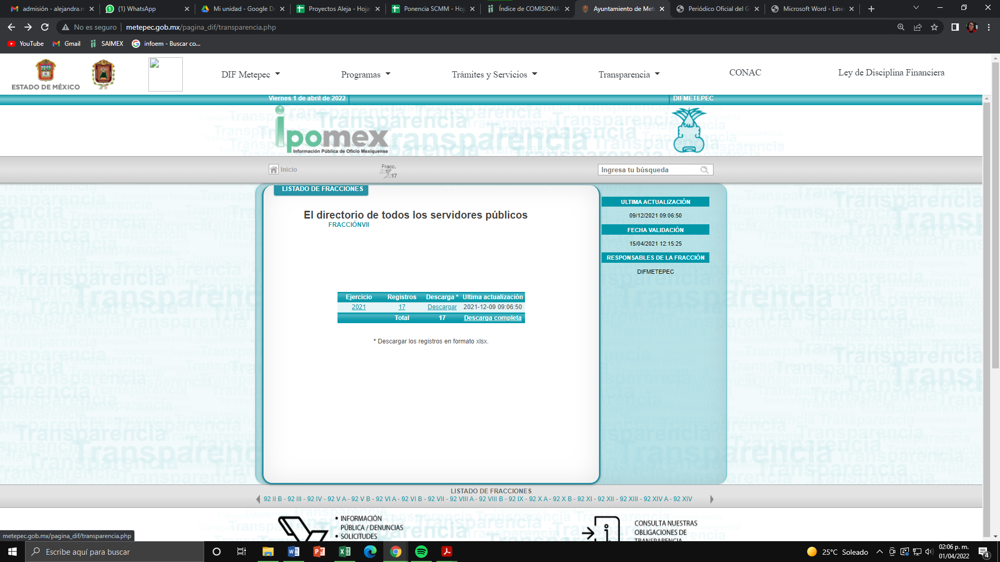 admisión - alejandra.m
(1) WhatsApp
Mi unidad - Google Dr
Proyectos Aleja - Hoja
Ponencia SCMM - Hoj
Índice de COMISIONA
Ayuntamiento de Met
Periódico Oficial del G
Microsoft Word - Line
No es seguro
metepec.gob.mx/pagina_dif/transparencia.php
YouTube
Gmail
SAIMEX
infoem - Buscar co...
ESTADO DE MÉXICO
DIF Metepec
Programas
Trámites y Servicios
Transparencia
CONAC
Ley de Disciplina Financiera
Viernes 1 de abril de 2022
DIFMETEPEC
ipomex
Información Pública de Oficio Mexiquense
Inicio
Fracc.
2015
2017
Ingresa tu búsqueda
LISTADO DE FRACCIONES
El directorio de todos los servidores públicos
FRACCIÓNVII
ULTIMA ACTUALIZACIÓN
09/12/2021 09:06:50
FECHA VALIDACIÓN
15/04/2021 12:15:25
RESPONSABLES DE LA FRACCIÓN
DIFMETEPEC
Ejercicio Registros Descarga * Ultima actualización
2021 17 Descargar 2021-12-09 09:06:50
Total 17 Descarga completa
* Descargar los registros en formato xlsx.
LISTADO DE FRACCIONES
92 II B - 92 III - 92 IV - 92 V A - 92 V B - 92 VI A - 92 VI B - 92 VII - 92 VIII A - 92 VIII B - 92 IX - 92 X A - 92 X B - 92 XI - 92 XII - 92 XIII - 92 XIV A - 92 XIV
• INFORMACIÓN
PÚBLICA / DENUNCIAS
• SOLICITUDES
CONSULTA NUESTRAS
OBLIGACIONES DE
TRANSPARENCIA
metepec.gob.mx/pagina_dif/transparencia.php
Escribe aquí para buscar
25°C Soleado
02:06 p. m.
01/04/2022
4